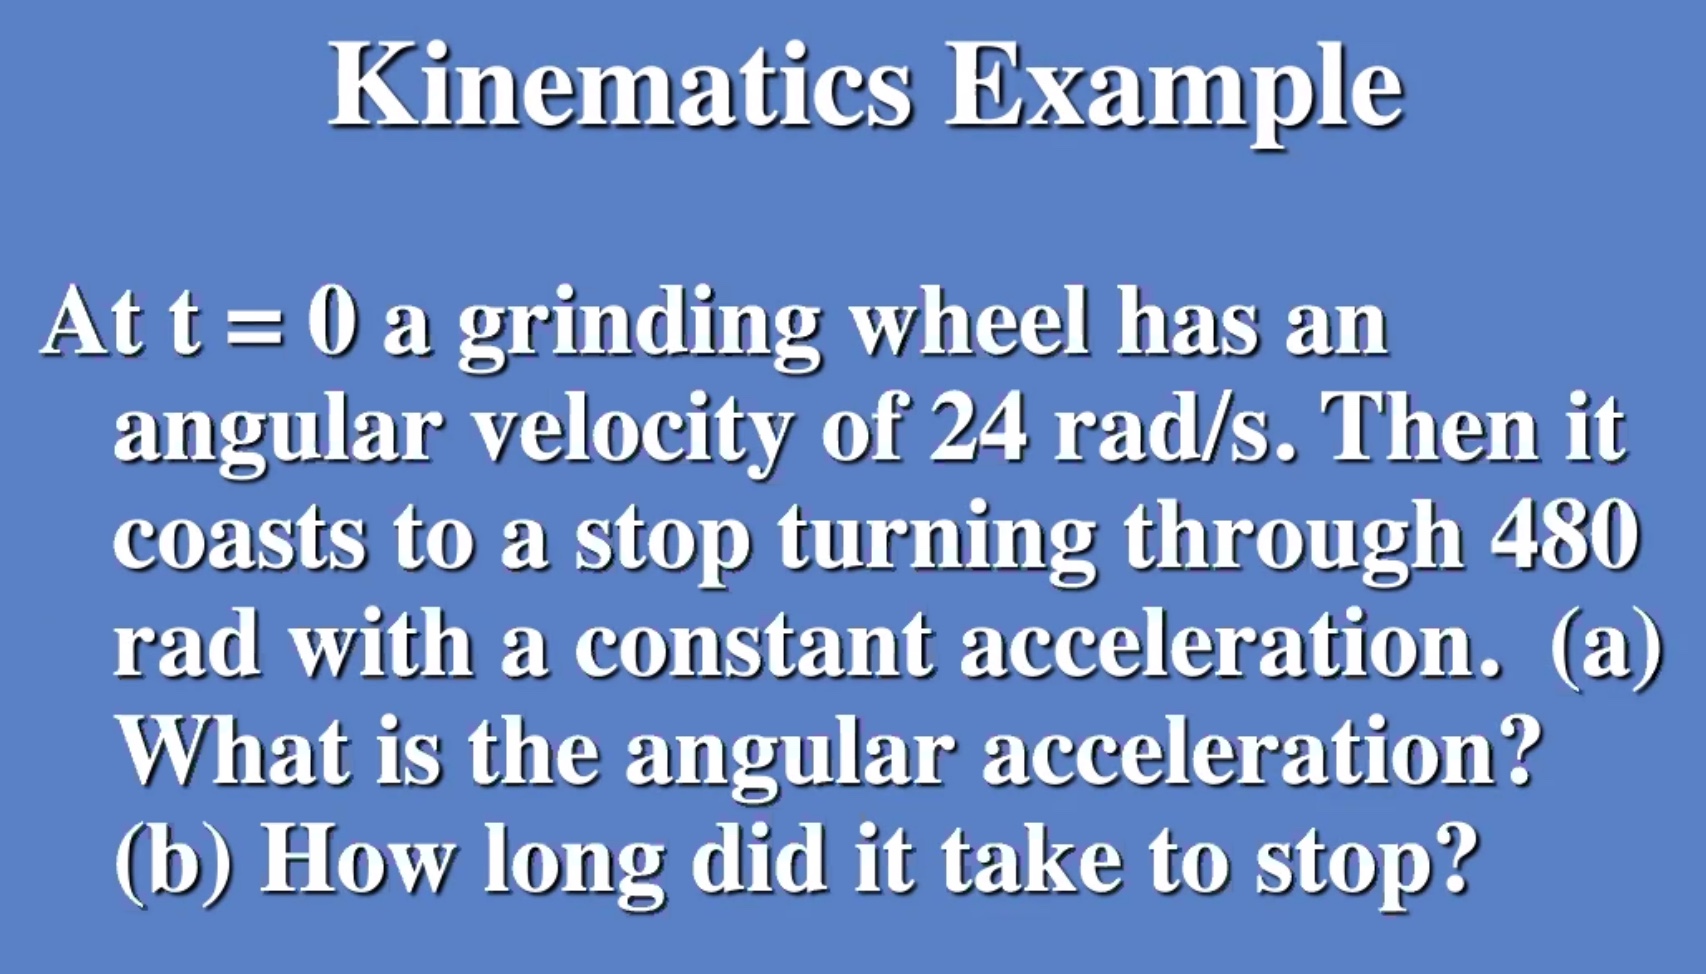 Kinematics Example
At t = 0 a grinding wheel has an
angular velocity of 24 rad/s. Then it
coasts to a stop turning through 480
rad with a constant acceleration. (a)
What is the angular acceleration?
(b) How long did it take to stop?